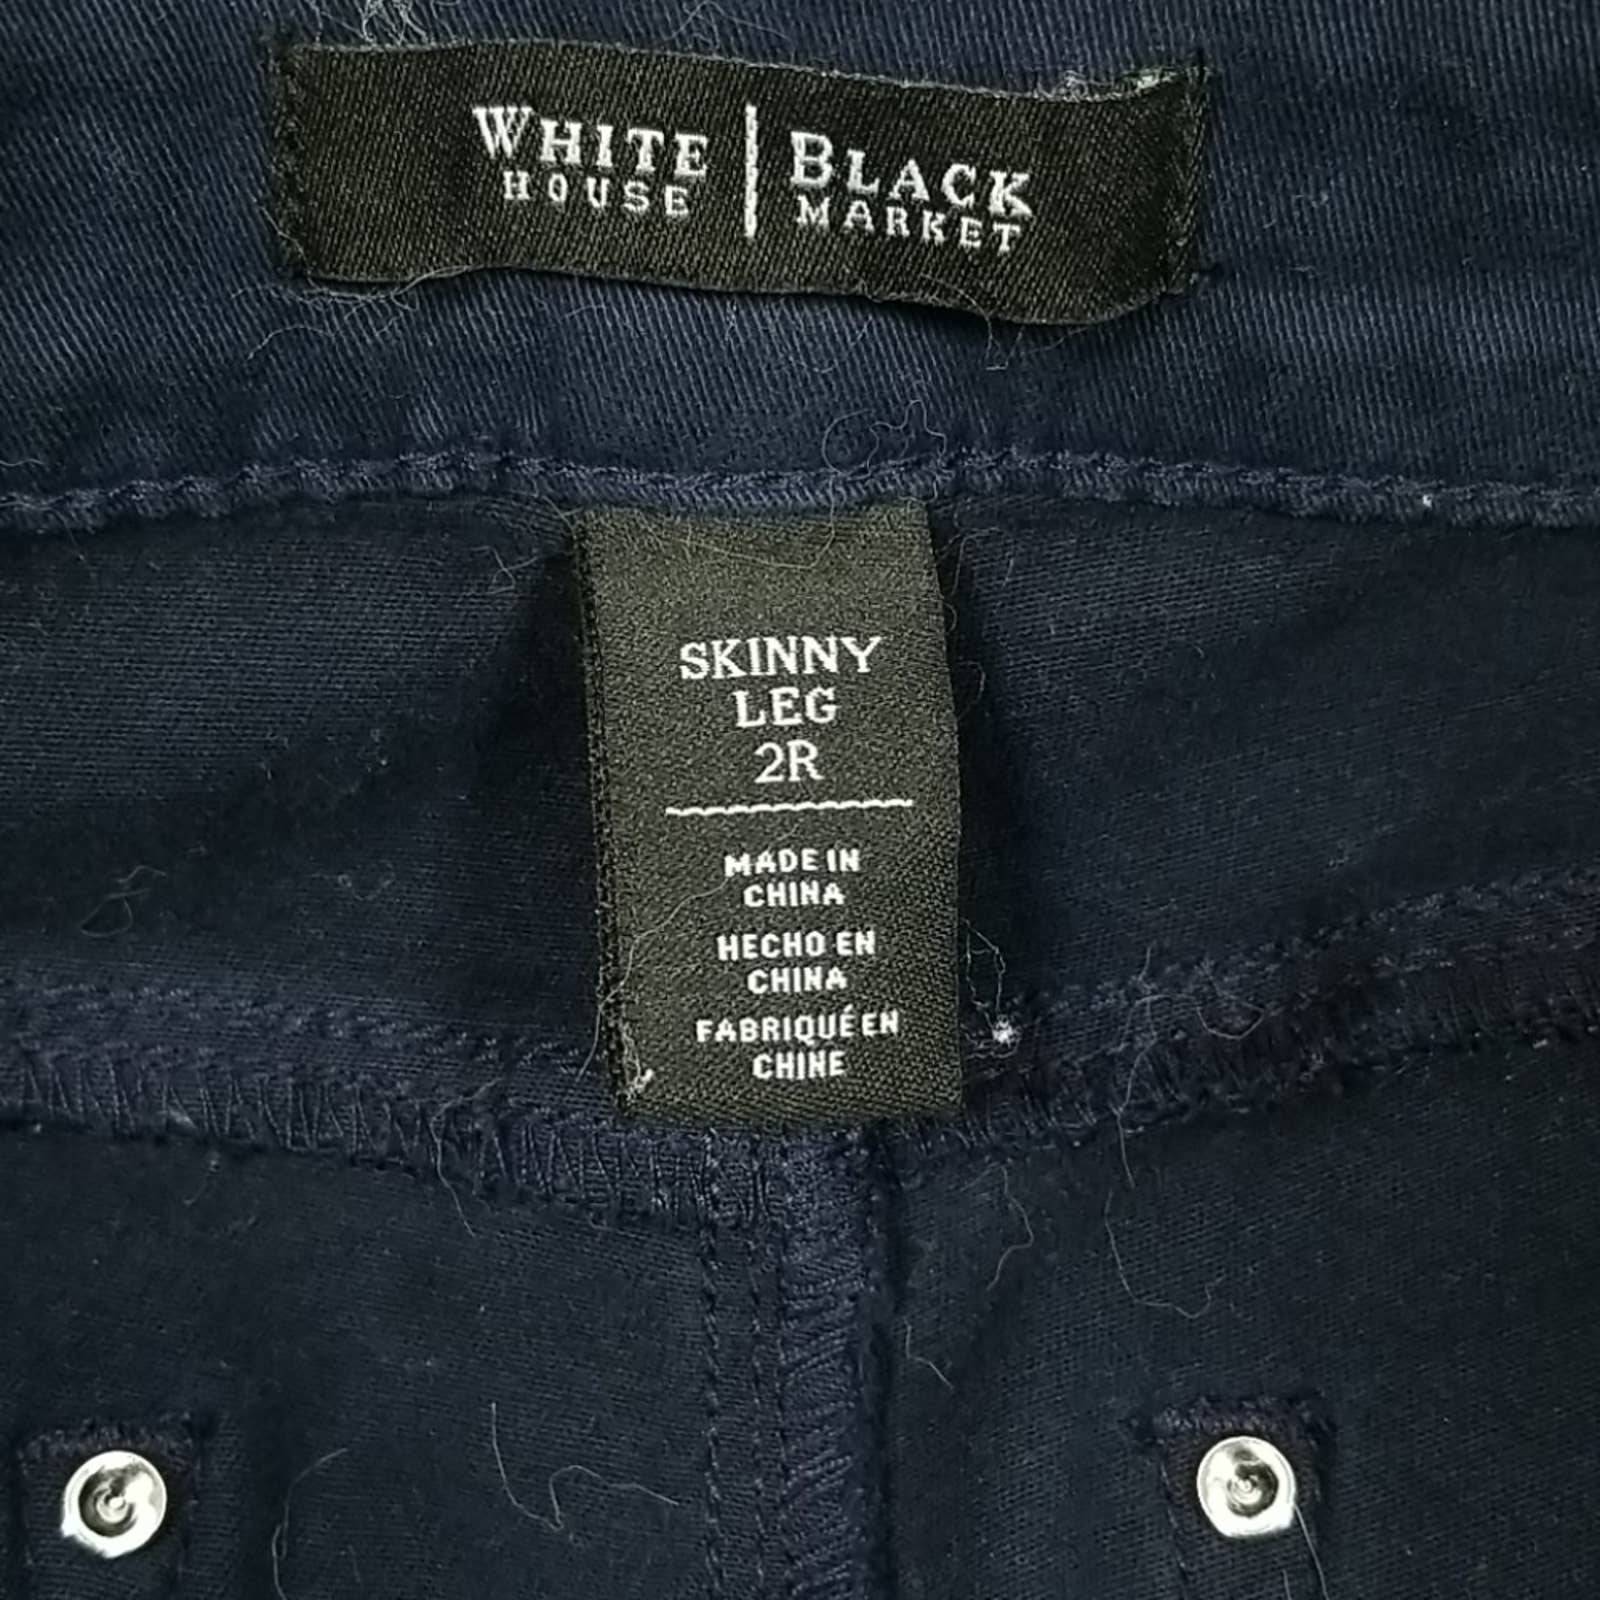 WHITE | BLACK
HOUSE | MARKET
SKINNY
LEG
2R
MADE IN
CHINA
HECHO EN
CHINA
FABRIQUÉ EN
CHINE